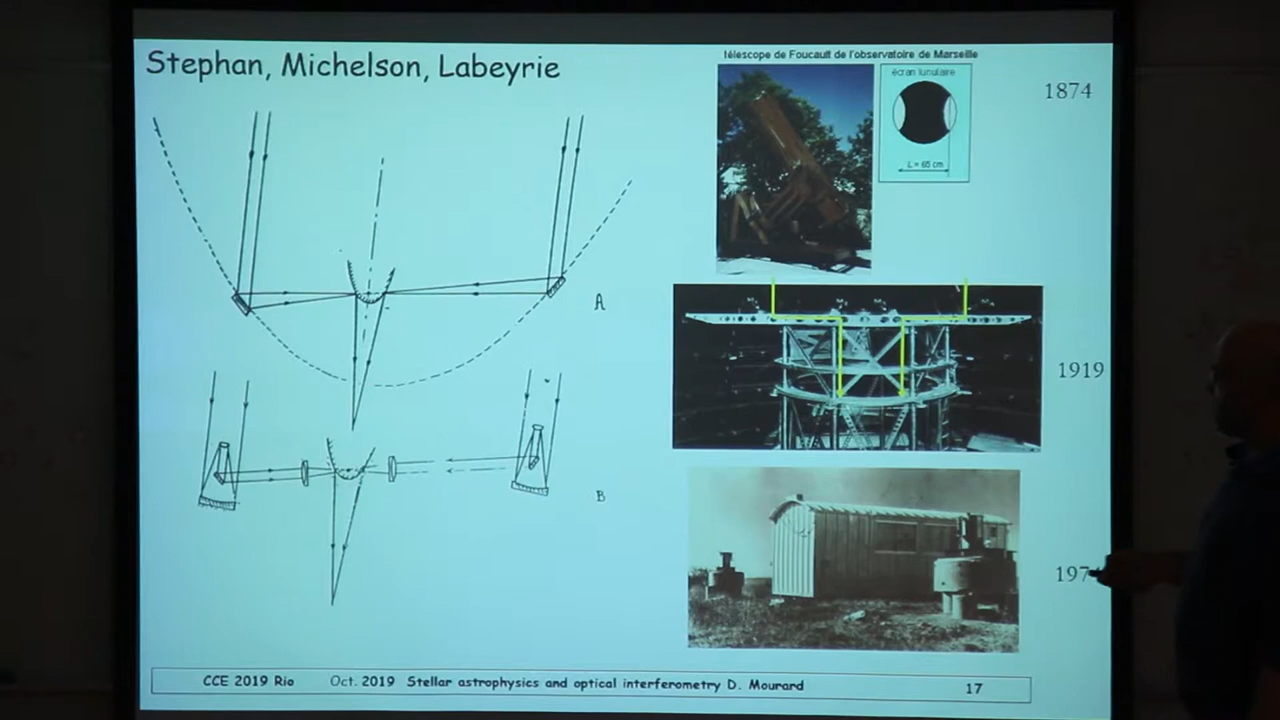 Stephan, Michelson, Labeyrie
télescope de Foucault de l'observatoire de Marseille
écran lunulaire
L = 65 cm
1874
A
1919
B
197
CCE 2019 Rio Oct. 2019 Stellar astrophysics and optical interferometry D. Mourard 17